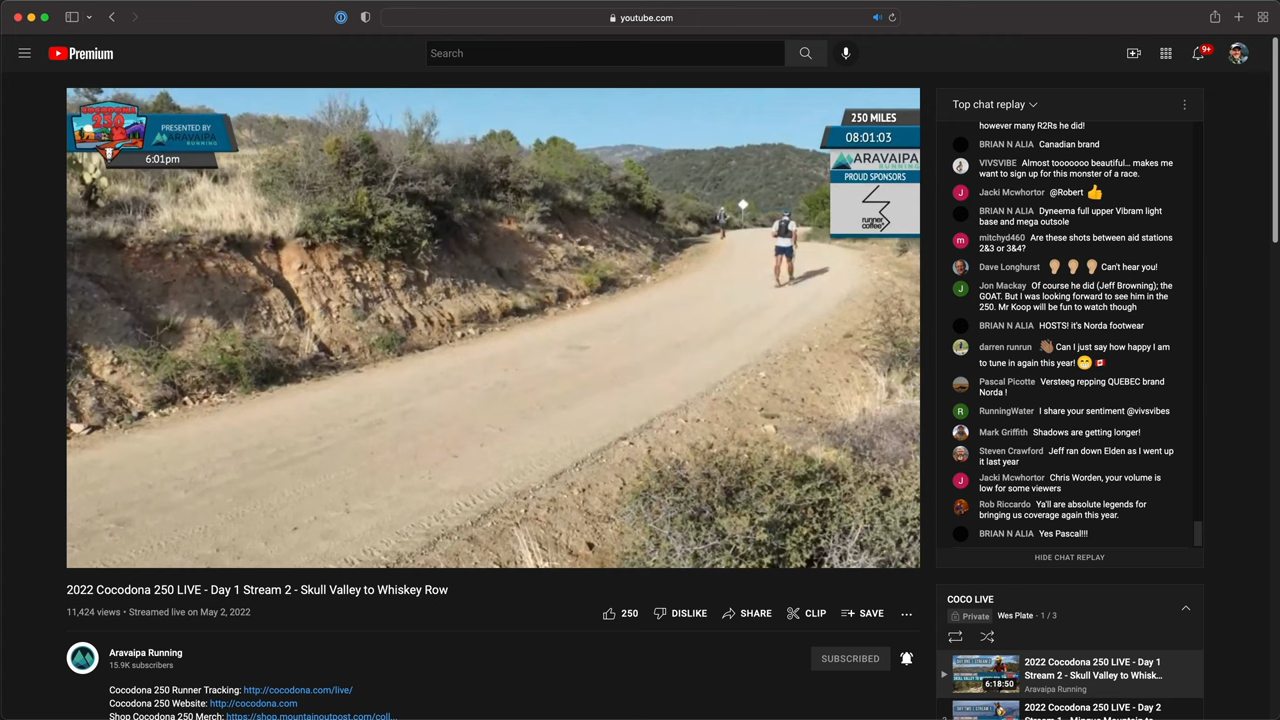 youtube.com
Premium
Search
9+
COCODONA
250
PRESENTED BY
ARAVAIPA
RUNNING
6:01pm
250 MILES
08:01:03
ARAVAIPA
RUNNING
PROUD SPONSORS
runner
coffee
2022 Cocodona 250 LIVE - Day 1 Stream 2 - Skull Valley to Whiskey Row
11,424 views • Streamed live on May 2, 2022
250
DISLIKE
SHARE
CLIP
SAVE
Aravaipa Running
15.9K subscribers
SUBSCRIBED
Cocodona 250 Runner Tracking: http://cocodona.com/live/
Cocodona 250 Website: http://cocodona.com
Shop Cocodona 250 Merch: https://shop.mountainoutpost.com/coll...
Top chat replay
however many R2Rs he did!
BRIAN N ALIA Canadian brand
VIVSVIBE Almost tooooooo beautiful... makes me
want to sign up for this monster of a race.
J
Jacki Mcwhortor @Robert 👍
BRIAN N ALIA Dyneema full upper Vibram light
base and mega outsole
m
mitchyd460 Are these shots between aid stations
2&3 or 3&4?
Dave Longhurst 👂🏼👂🏼👂🏼 Can't hear you!
J
Jon Mackay Of course he did (Jeff Browning); the
GOAT. But I was looking forward to see him in the
250. Mr Koop will be fun to watch though
BRIAN N ALIA HOSTS! it's Norda footwear
darren runrun 👋🏽 Can I just say how happy I am
to tune in again this year! 😁 🇨🇦
Pascal Picotte Versteeg repping QUEBEC brand
Norda !
R
RunningWater I share your sentiment @vivsvibes
Mark Griffith Shadows are getting longer!
Steven Crawford Jeff ran down Elden as I went up
it last year
J
Jacki Mcwhortor Chris Worden, your volume is
low for some viewers
Rob Riccardo Ya'll are absolute legends for
bringing us coverage again this year.
BRIAN N ALIA Yes Pascal!!!
HIDE CHAT REPLAY
COCO LIVE
Private Wes Plate - 1 / 3
6:18:50
2022 Cocodona 250 LIVE - Day 1
Stream 2 - Skull Valley to Whisk...
Aravaipa Running
2022 Cocodona 250 LIVE - Day 2